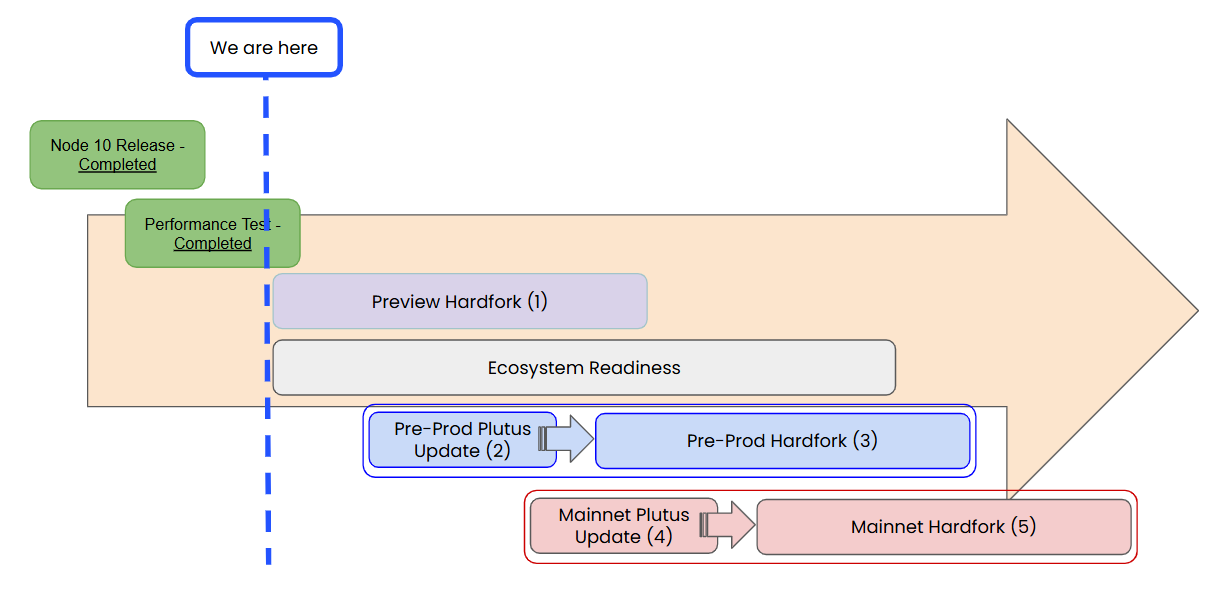 We are here
Node 10 Release -
Completed
Performance Test -
Completed
Preview Hardfork (1)
Ecosystem Readiness
Pre-Prod Plutus
Update (2)
Pre-Prod Hardfork (3)
Mainnet Plutus
Update (4)
Mainnet Hardfork (5)